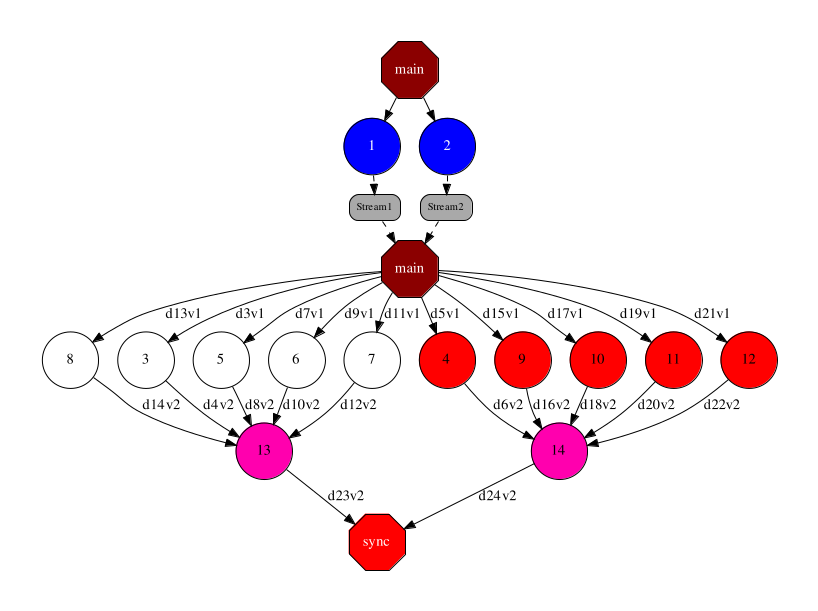 main
1 2
Stream1 Stream2
main
d13v1 d3v1 d7v1 d9v1 d11v1 d5v1 d15v1 d17v1 d19v1 d21v1
8 3 5 6 7 4 9 10 11 12
d14v2 d4v2 d8v2 d10v2 d12v2 d6v2 d16v2 d18v2 d20v2 d22v2
13 14
d23v2 d24v2
sync